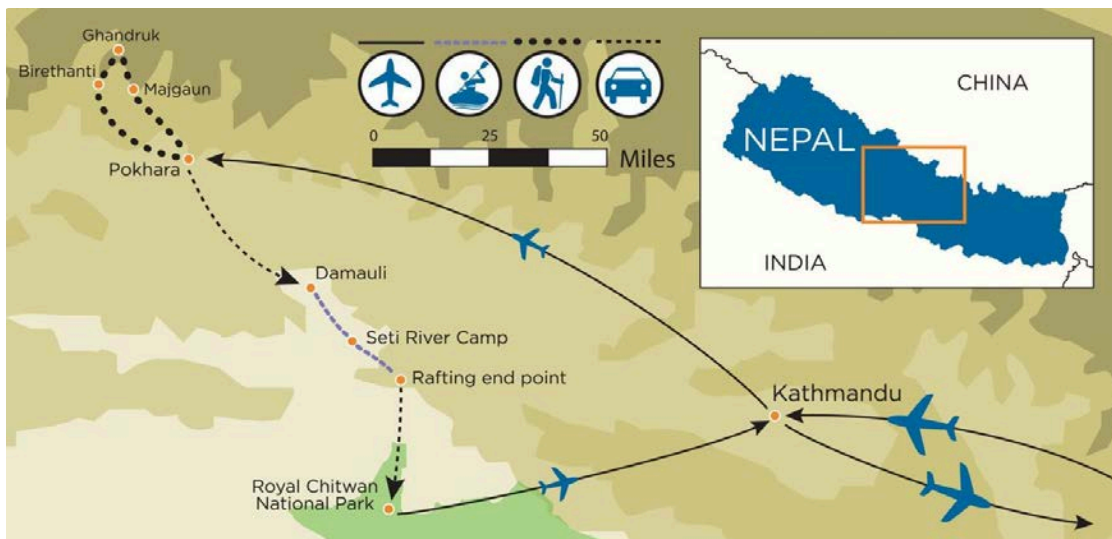 Ghandruk
Birethanti
Majgaun
Pokhara
0 25 50
Miles
CHINA
NEPAL
INDIA
Damauli
Seti River Camp
Rafting end point
Kathmandu
Royal Chitwan
National Park